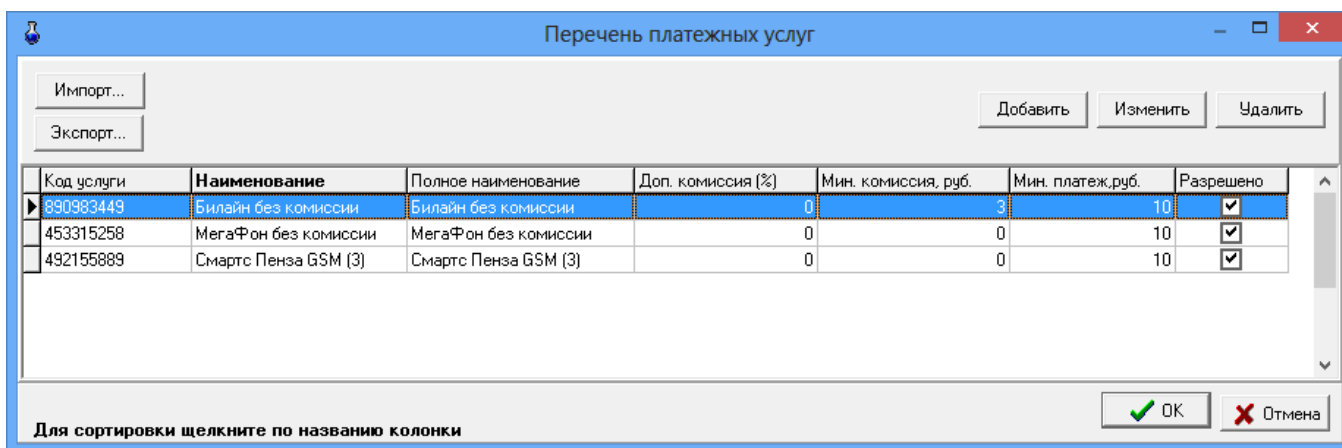 Перечень платежных услуг
Импорт...
Экспорт...
Добавить Изменить Удалить
Код услуги Наименование Полное наименование Доп. комиссия (%) Мин. комиссия, руб. Мин. платеж,руб. Разрешено
890983449 Билайн без комиссии Билайн без комиссии 0 3 10
453315258 МегаФон без комиссии МегаФон без комиссии 0 0 10
492155889 Смартс Пенза GSM (3) Смартс Пенза GSM (3) 0 0 10
OK Отмена
Для сортировки щелкните по названию колонки